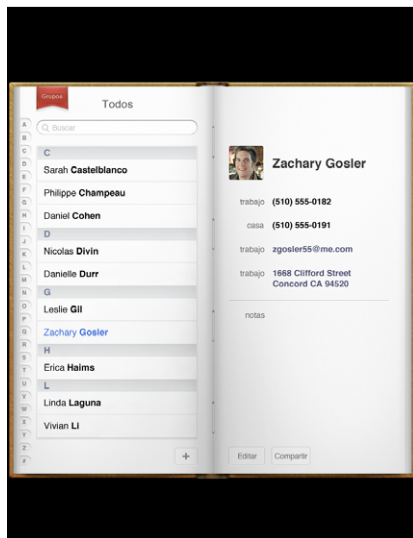 Grupos
Todos
Buscar
A
B
C
D
E
F
G
H
I
J
K
L
M
N
O
P
Q
R
S
T
U
V
W
X
Y
Z
#
C
Sarah Castelblanco
Philippe Champeau
Daniel Cohen
D
Nicolas Divin
Danielle Durr
G
Leslie Gil
Zachary Gosler
H
Erica Haims
L
Linda Laguna
Vivian Li
+
Zachary Gosler
trabajo (510) 555-0182
casa (510) 555-0191
trabajo zgosler55@me.com
trabajo 1668 Clifford Street
Concord CA 94520
notas
Editar Compartir